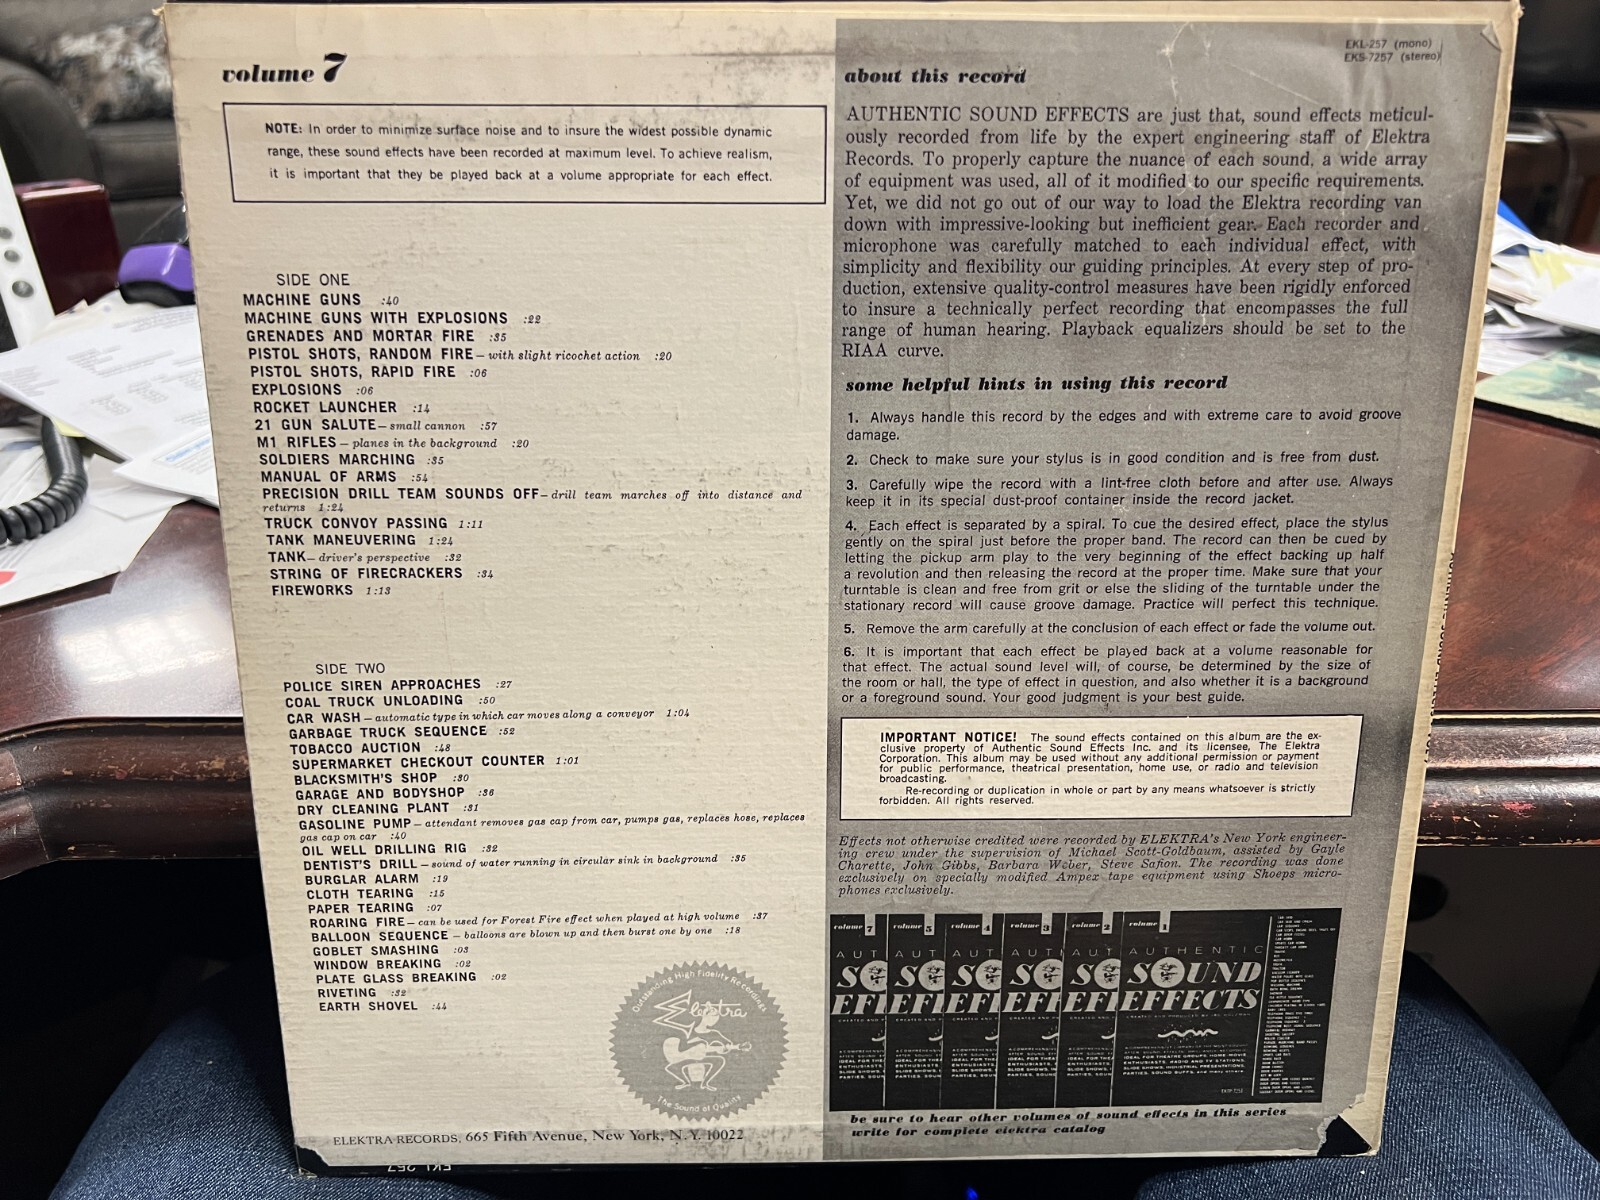 volume 7
NOTE: In order to minimize surface noise and to insure the widest possible dynamic
range, these sound effects have been recorded at maximum level. To achieve realism,
it is important that they be played back at a volume appropriate for each effect.
SIDE ONE
MACHINE GUNS :40
MACHINE GUNS WITH EXPLOSIONS :22
GRENADES AND MORTAR FIRE :35
PISTOL SHOTS, RANDOM FIRE – with slight ricochet action :20
PISTOL SHOTS, RAPID FIRE :06
EXPLOSIONS :06
ROCKET LAUNCHER :14
21 GUN SALUTE – small cannon :57
M1 RIFLES – planes in the background :20
SOLDIERS MARCHING :35
MANUAL OF ARMS :54
PRECISION DRILL TEAM SOUNDS OFF – drill team marches off into distance and
returns 1:24
TRUCK CONVOY PASSING 1:11
TANK MANEUVERING 1:24
TANK – driver's perspective :32
STRING OF FIRECRACKERS :34
FIREWORKS 1:13
SIDE TWO
POLICE SIREN APPROACHES :27
COAL TRUCK UNLOADING :50
CAR WASH – automatic type in which car moves along a conveyor 1:04
GARBAGE TRUCK SEQUENCE :52
TOBACCO AUCTION :48
SUPERMARKET CHECKOUT COUNTER 1:01
BLACKSMITH'S SHOP :30
GARAGE AND BODYSHOP :36
DRY CLEANING PLANT :31
GASOLINE PUMP – attendant removes gas cap from car, pumps gas, replaces hose, replaces
gas cap on car :40
OIL WELL DRILLING RIG :32
DENTIST'S DRILL – sound of water running in circular sink in background :35
BURGLAR ALARM :19
CLOTH TEARING :15
PAPER TEARING :07
ROARING FIRE – can be used for Forest Fire effect when played at high volume :37
BALLOON SEQUENCE – balloons are blown up and then burst one by one :18
GOBLET SMASHING :03
WINDOW BREAKING :02
PLATE GLASS BREAKING :02
RIVETING :32
EARTH SHOVEL :44
Outstanding High Fidelity Recordings
Elektra
The Sound of Quality
ELEKTRA RECORDS, 665 Fifth Avenue, New York, N.Y. 10022
EKL 257
EKL-257 (mono)
EKS-7257 (stereo)
about this record
AUTHENTIC SOUND EFFECTS are just that, sound effects meticul-
ously recorded from life by the expert engineering staff of Elektra
Records. To properly capture the nuance of each sound, a wide array
of equipment was used, all of it modified to our specific requirements.
Yet, we did not go out of our way to load the Elektra recording van
down with impressive-looking but inefficient gear. Each recorder and
microphone was carefully matched to each individual effect, with
simplicity and flexibility our guiding principles. At every step of pro-
duction, extensive quality-control measures have been rigidly enforced
to insure a technically perfect recording that encompasses the full
range of human hearing. Playback equalizers should be set to the
RIAA curve.
some helpful hints in using this record
1. Always handle this record by the edges and with extreme care to avoid groove
damage.
2. Check to make sure your stylus is in good condition and is free from dust.
3. Carefully wipe the record with a lint-free cloth before and after use. Always
keep it in its special dust-proof container inside the record jacket.
4. Each effect is separated by a spiral. To cue the desired effect, place the stylus
gently on the spiral just before the proper band. The record can then be cued by
letting the pickup arm play to the very beginning of the effect backing up half
a revolution and then releasing the record at the proper time. Make sure that your
turntable is clean and free from grit or else the sliding of the turntable under the
stationary record will cause groove damage. Practice will perfect this technique.
5. Remove the arm carefully at the conclusion of each effect or fade the volume out.
6. It is important that each effect be played back at a volume reasonable for
that effect. The actual sound level will, of course, be determined by the size of
the room or hall, the type of effect in question, and also whether it is a background
or a foreground sound. Your good judgment is your best guide.
IMPORTANT NOTICE! The sound effects contained on this album are the ex-
clusive property of Authentic Sound Effects Inc. and its licensee, The Elektra
Corporation. This album may be used without any additional permission or payment
for public performance, theatrical presentation, home use, or radio and television
broadcasting.
Re-recording or duplication in whole or part by any means whatsoever is strictly
forbidden. All rights reserved.
Effects not otherwise credited were recorded by ELEKTRA's New York engineer-
ing crew under the supervision of Michael Scott-Goldbaum, assisted by Gayle
Charette, John Gibbs, Barbara Weber, Steve Safion. The recording was done
exclusively on specially modified Ampex tape equipment using Shoeps micro-
phones exclusively.
volume 7 volume 5 volume 4 volume 3 volume 2 volume 1
AUTHENTIC
SOUND
EFFECTS
IDEAL FOR THEATRE GROUPS, HOME MOVIE
ENTHUSIASTS, RADIO AND TV STATIONS,
SLIDE SHOWS, INDUSTRIAL PRESENTATIONS,
PARTIES, SOUND BUFFS, and many others
be sure to hear other volumes of sound effects in this series
write for complete elektra catalog